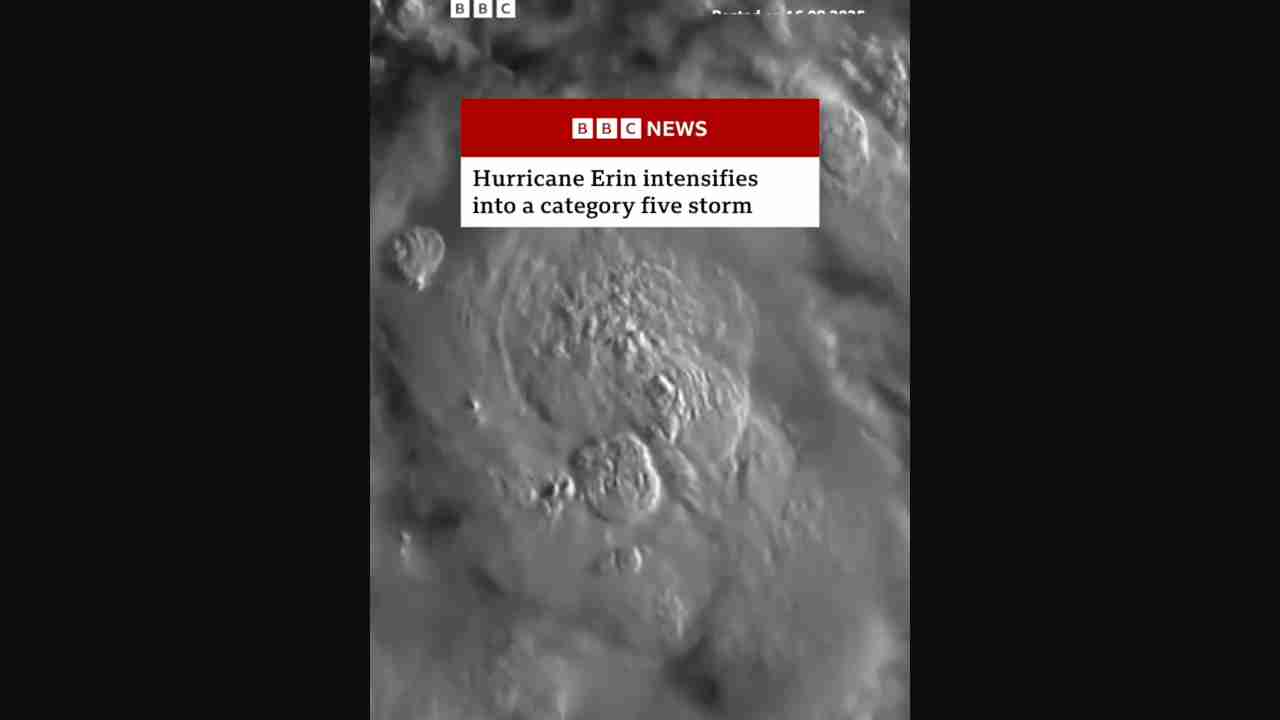 BBC
BBC NEWS
Hurricane Erin intensifies
into a category five storm